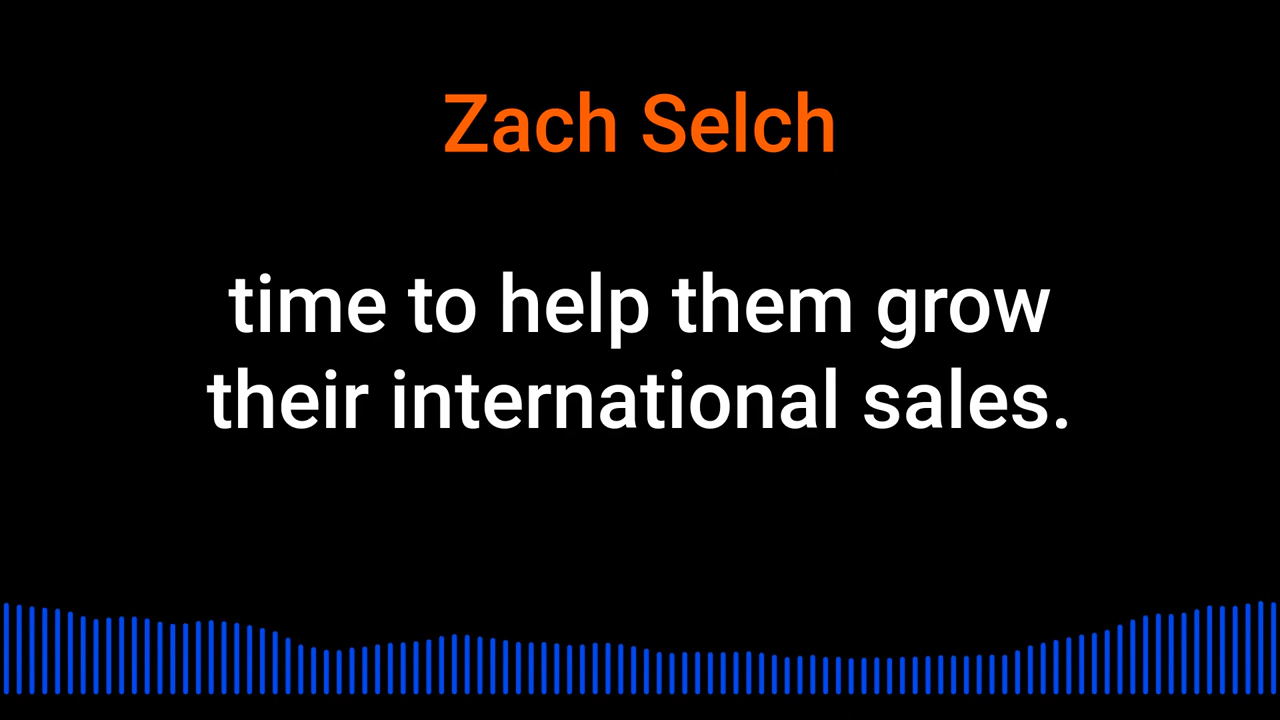 Zach Selch
time to help them grow
their international sales.